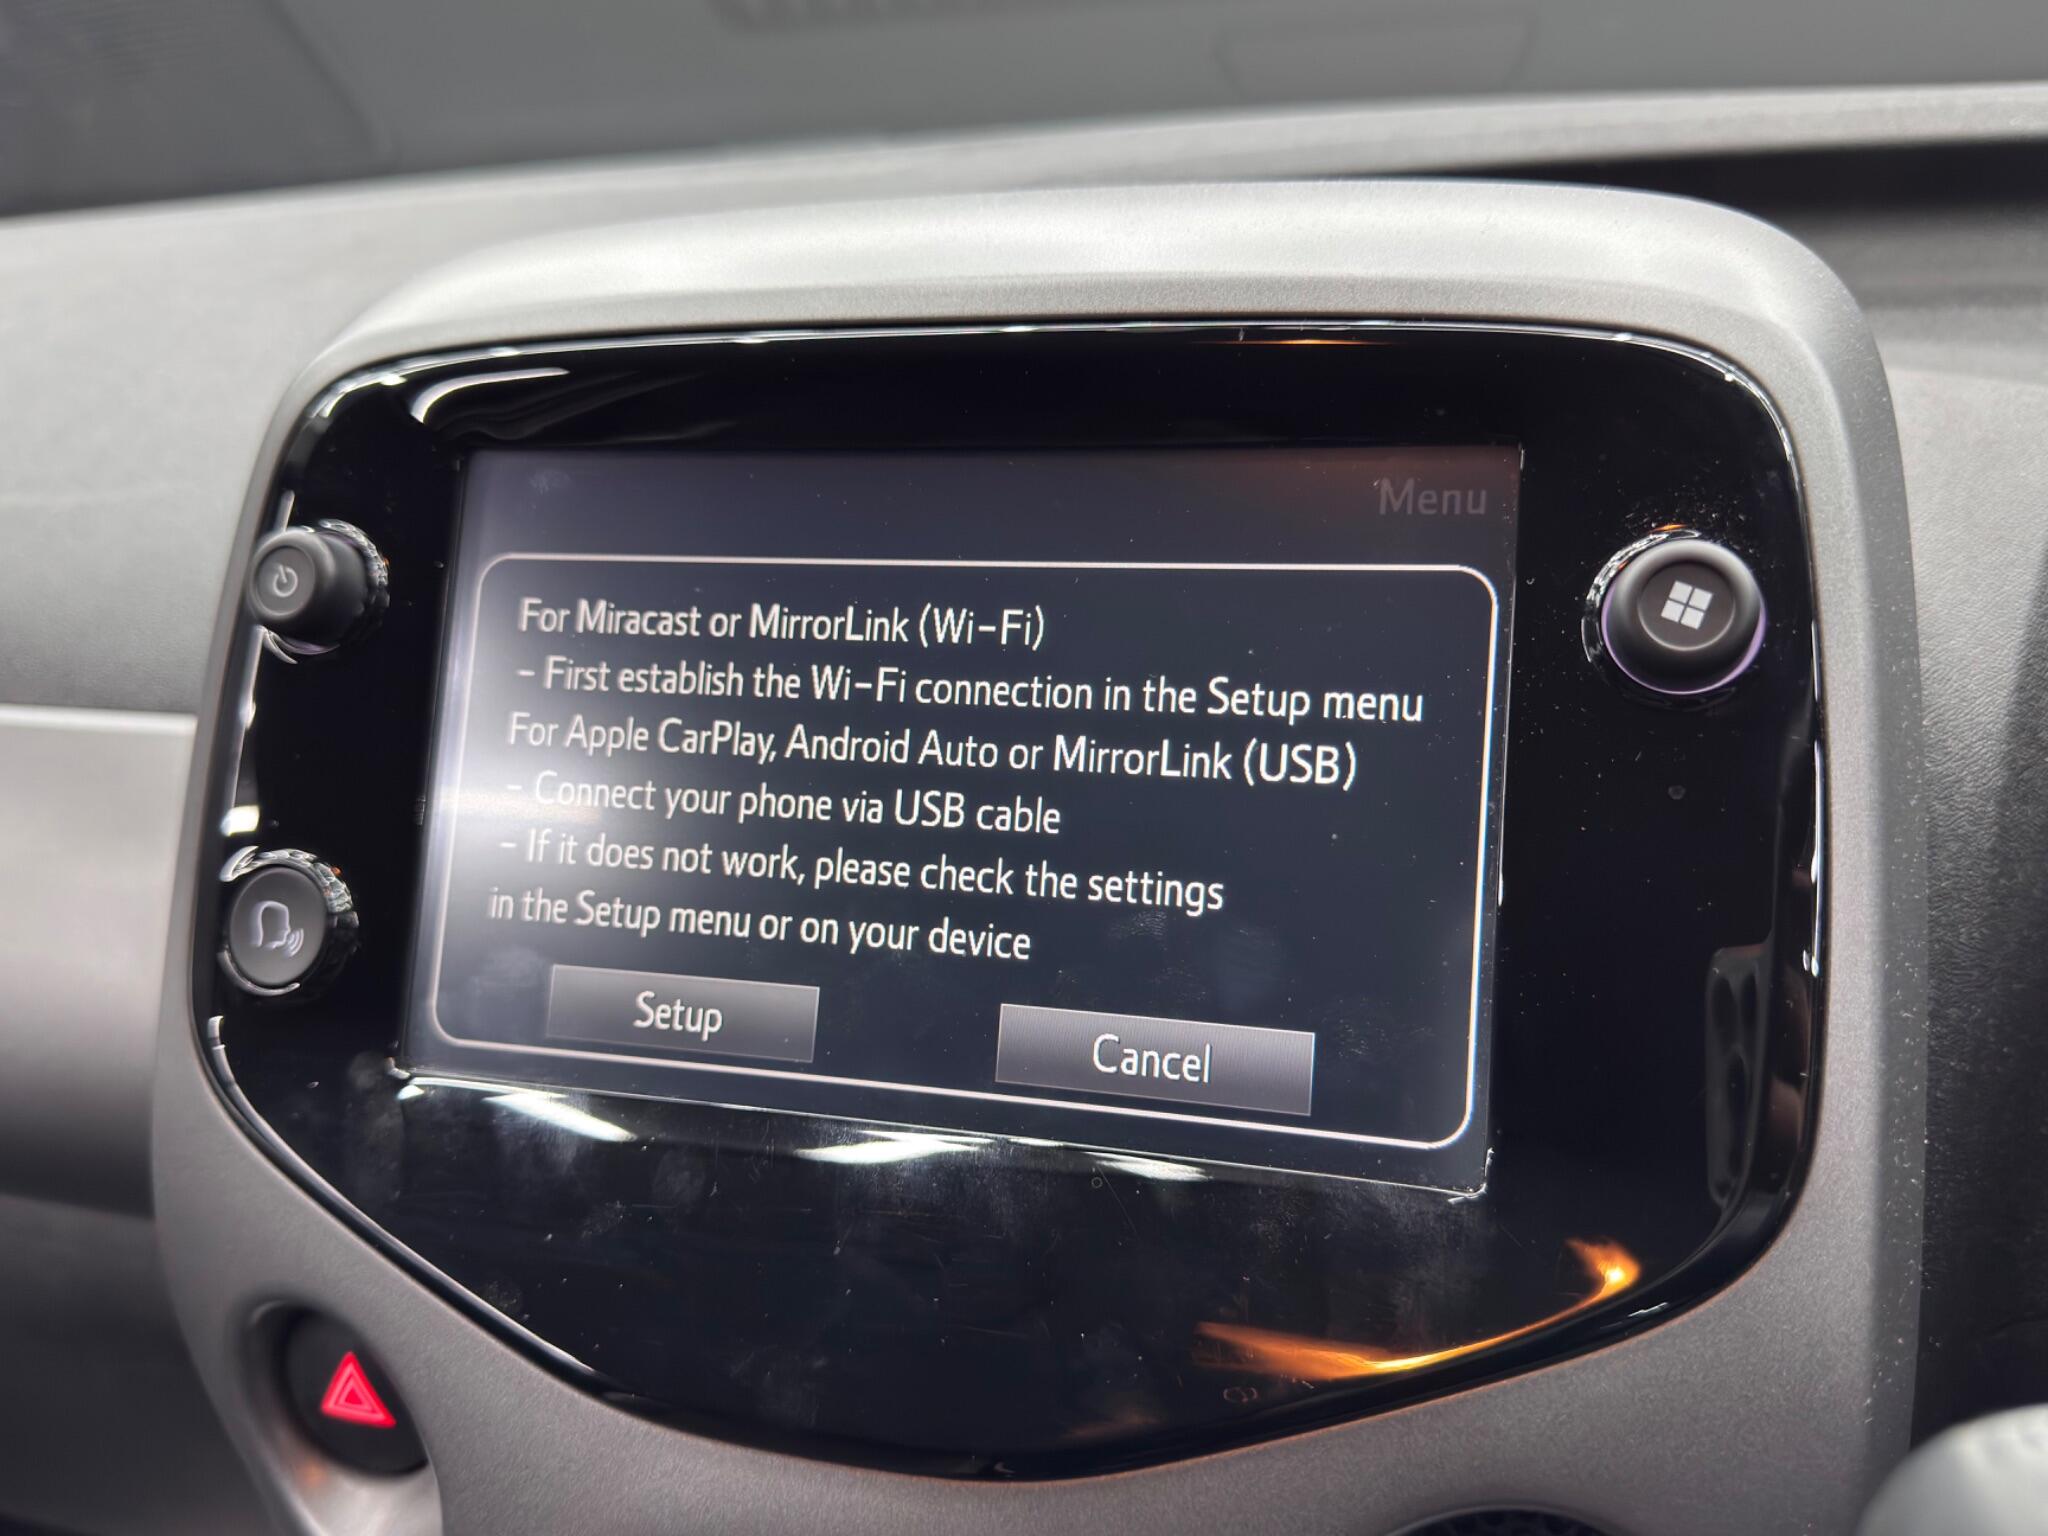 Menu
For Miracast or MirrorLink (Wi-Fi)
- First establish the Wi-Fi connection in the Setup menu
For Apple CarPlay, Android Auto or MirrorLink (USB)
- Connect your phone via USB cable
- If it does not work, please check the settings
in the Setup menu or on your device
Setup
Cancel